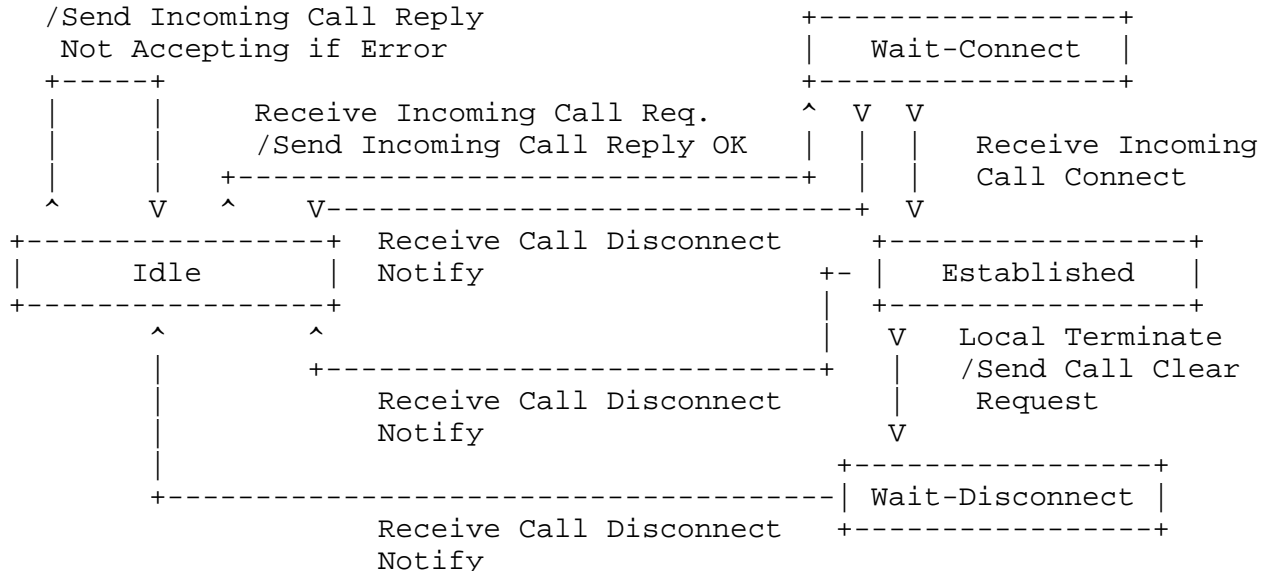 /Send Incoming Call Reply
Not Accepting if Error
Wait-Connect
Receive Incoming Call Req.
/Send Incoming Call Reply OK
Receive Incoming
Call Connect
Receive Call Disconnect
Notify
Idle
Established
Local Terminate
/Send Call Clear
Request
Receive Call Disconnect
Notify
Wait-Disconnect
Receive Call Disconnect
Notify